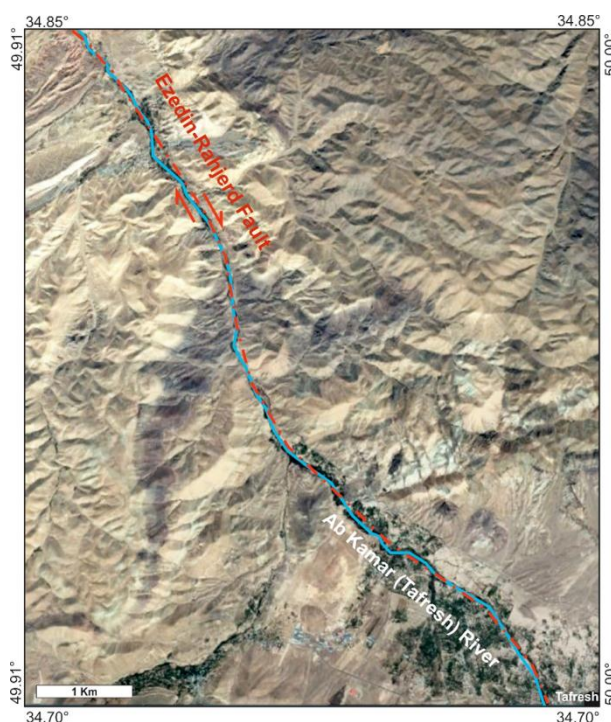 34.85°
34.85°
49.91°
50.00°
Ezedin-Rahjerd Fault
Ab Kamar (Tafresh) River
49.91°
50.00°
1 Km
Tafresh
34.70°
34.70°